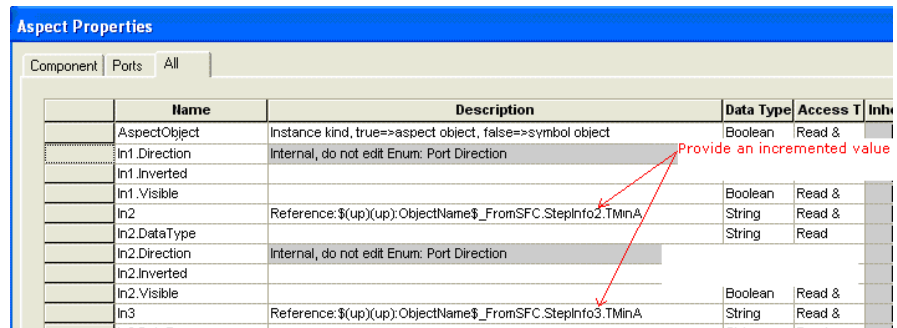 Aspect Properties
Component Ports All
Name Description Data Type Access T Inh
AspectObject Instance kind, true=>aspect object, false=>symbol object Boolean Read &
In1.Direction Internal, do not edit Enum: Port Direction Provide an incremented value
In1.Inverted
In1.Visible Boolean Read &
In2 Reference:$(up)(up):ObjectName$_FromSFC.StepInfo2.TMinA String Read &
In2.DataType String Read
In2.Direction Internal, do not edit Enum: Port Direction
In2.Inverted
In2.Visible Boolean Read &
In3 Reference:$(up)(up):ObjectName$_FromSFC.StepInfo3.TMinA String Read &